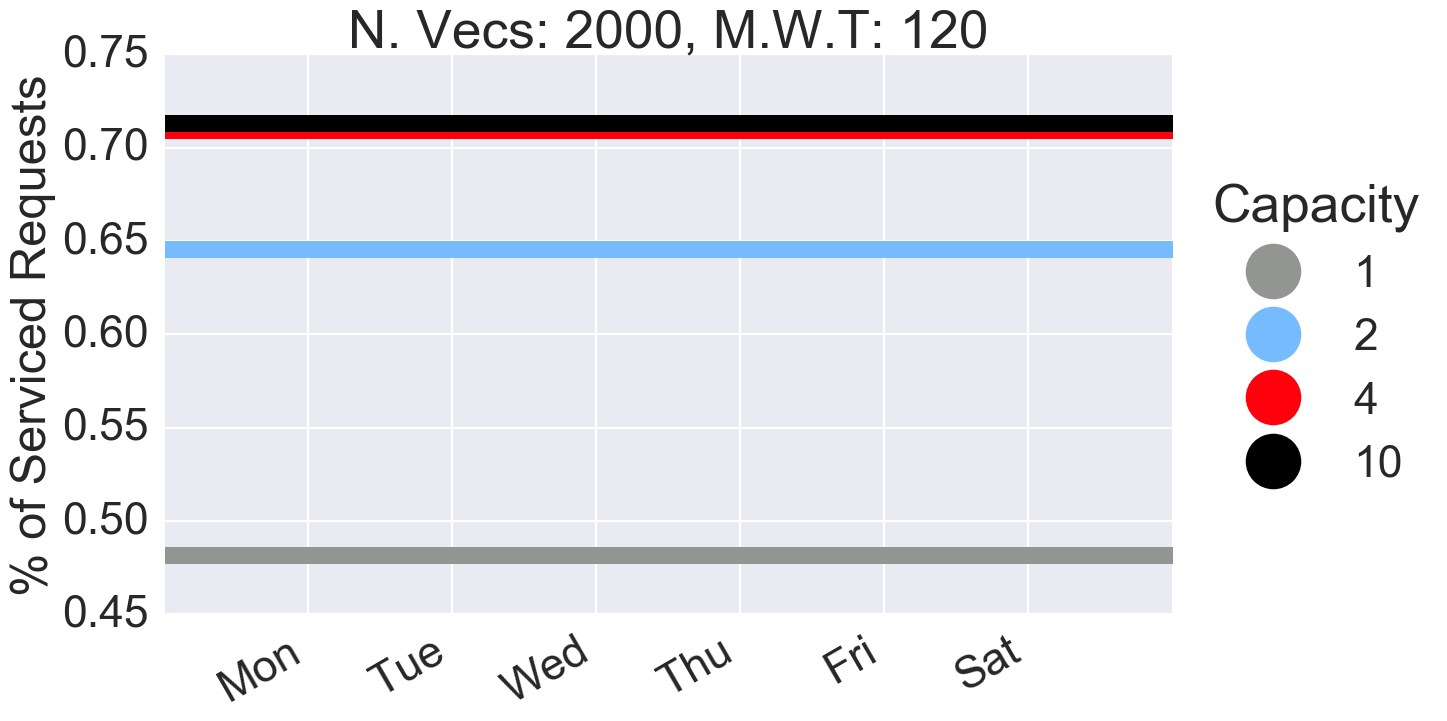 N. Vecs: 2000, M.W.T: 120
% of Serviced Requests
0.75
0.70
0.65
0.60
0.55
0.50
0.45
Mon
Tue
Wed
Thu
Fri
Sat
Capacity
1
2
4
10